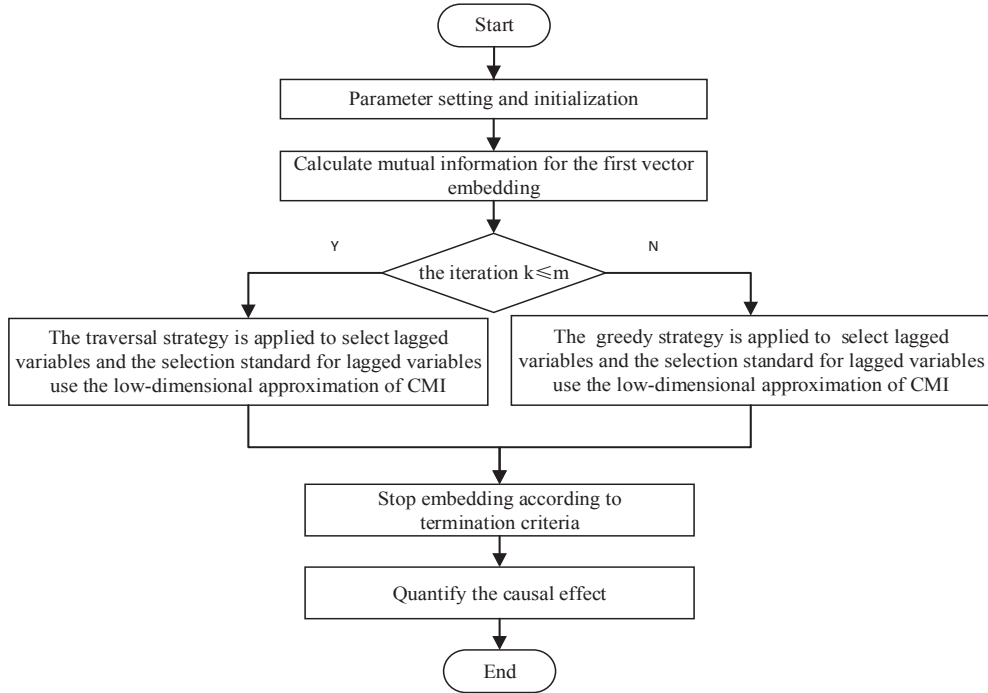 Start
Parameter setting and initialization
Calculate mutual information for the first vector
embedding
Y
N
the iteration k≤m
The traversal strategy is applied to select lagged
variables and the selection standard for lagged variables
use the low-dimensional approximation of CMI
The greedy strategy is applied to select lagged
variables and the selection standard for lagged variables
use the low-dimensional approximation of CMI
Stop embedding according to
termination criteria
Quantify the causal effect
End